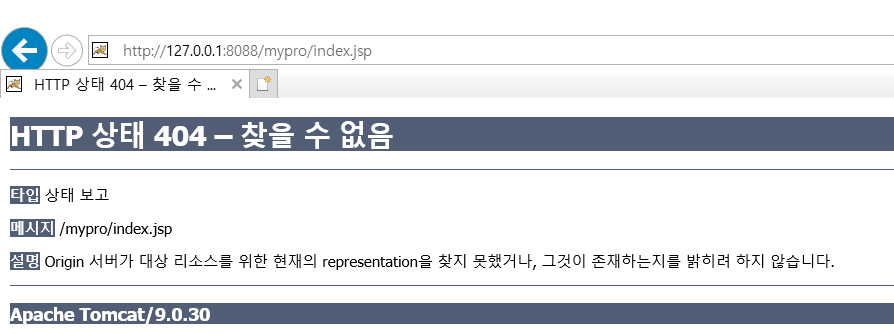 http://127.0.0.1:8088/mypro/index.jsp
HTTP 상태 404 – 찾을 수 ...
HTTP 상태 404 – 찾을 수 없음
타입 상태 보고
메시지 /mypro/index.jsp
설명 Origin 서버가 대상 리소스를 위한 현재의 representation을 찾지 못했거나, 그것이 존재하는지를 밝히려 하지 않습니다.
Apache Tomcat/9.0.30